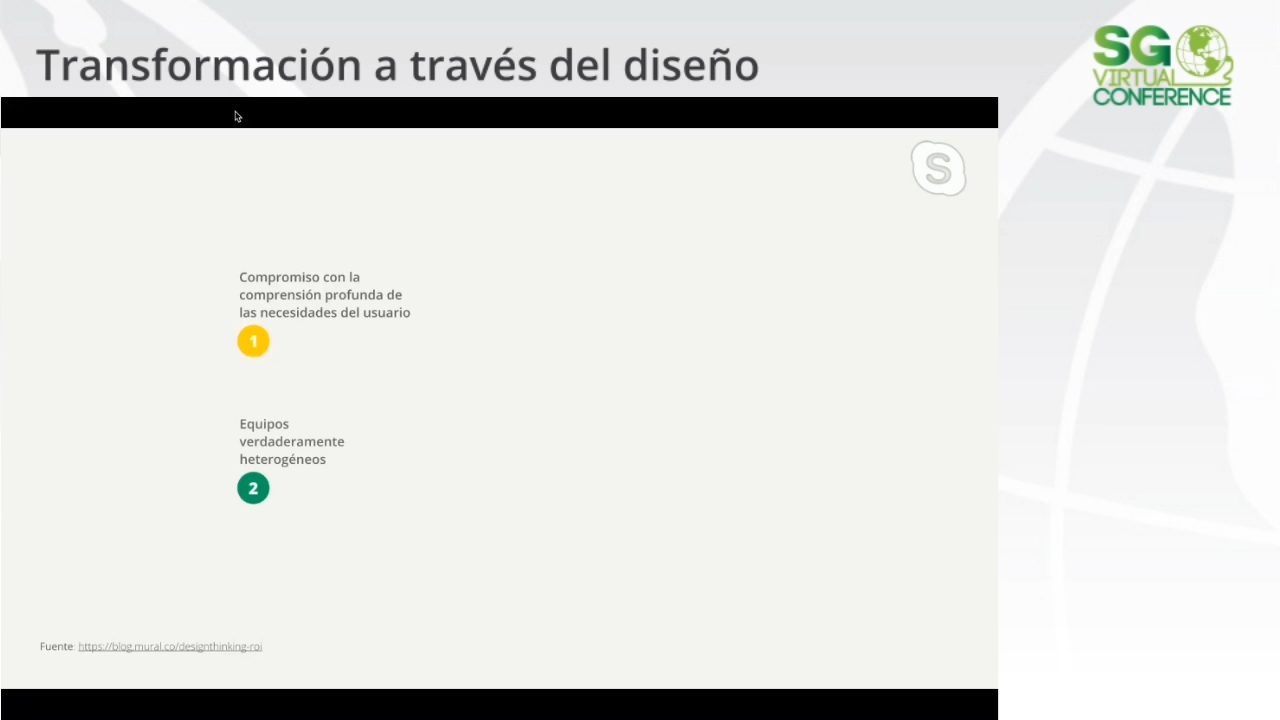 Transformación a través del diseño
SG
VIRTUAL
CONFERENCE
S
Compromiso con la
comprensión profunda de
las necesidades del usuario
1
Equipos
verdaderamente
heterogéneos
2
Fuente: https://blog.mural.co/designthinking-roi